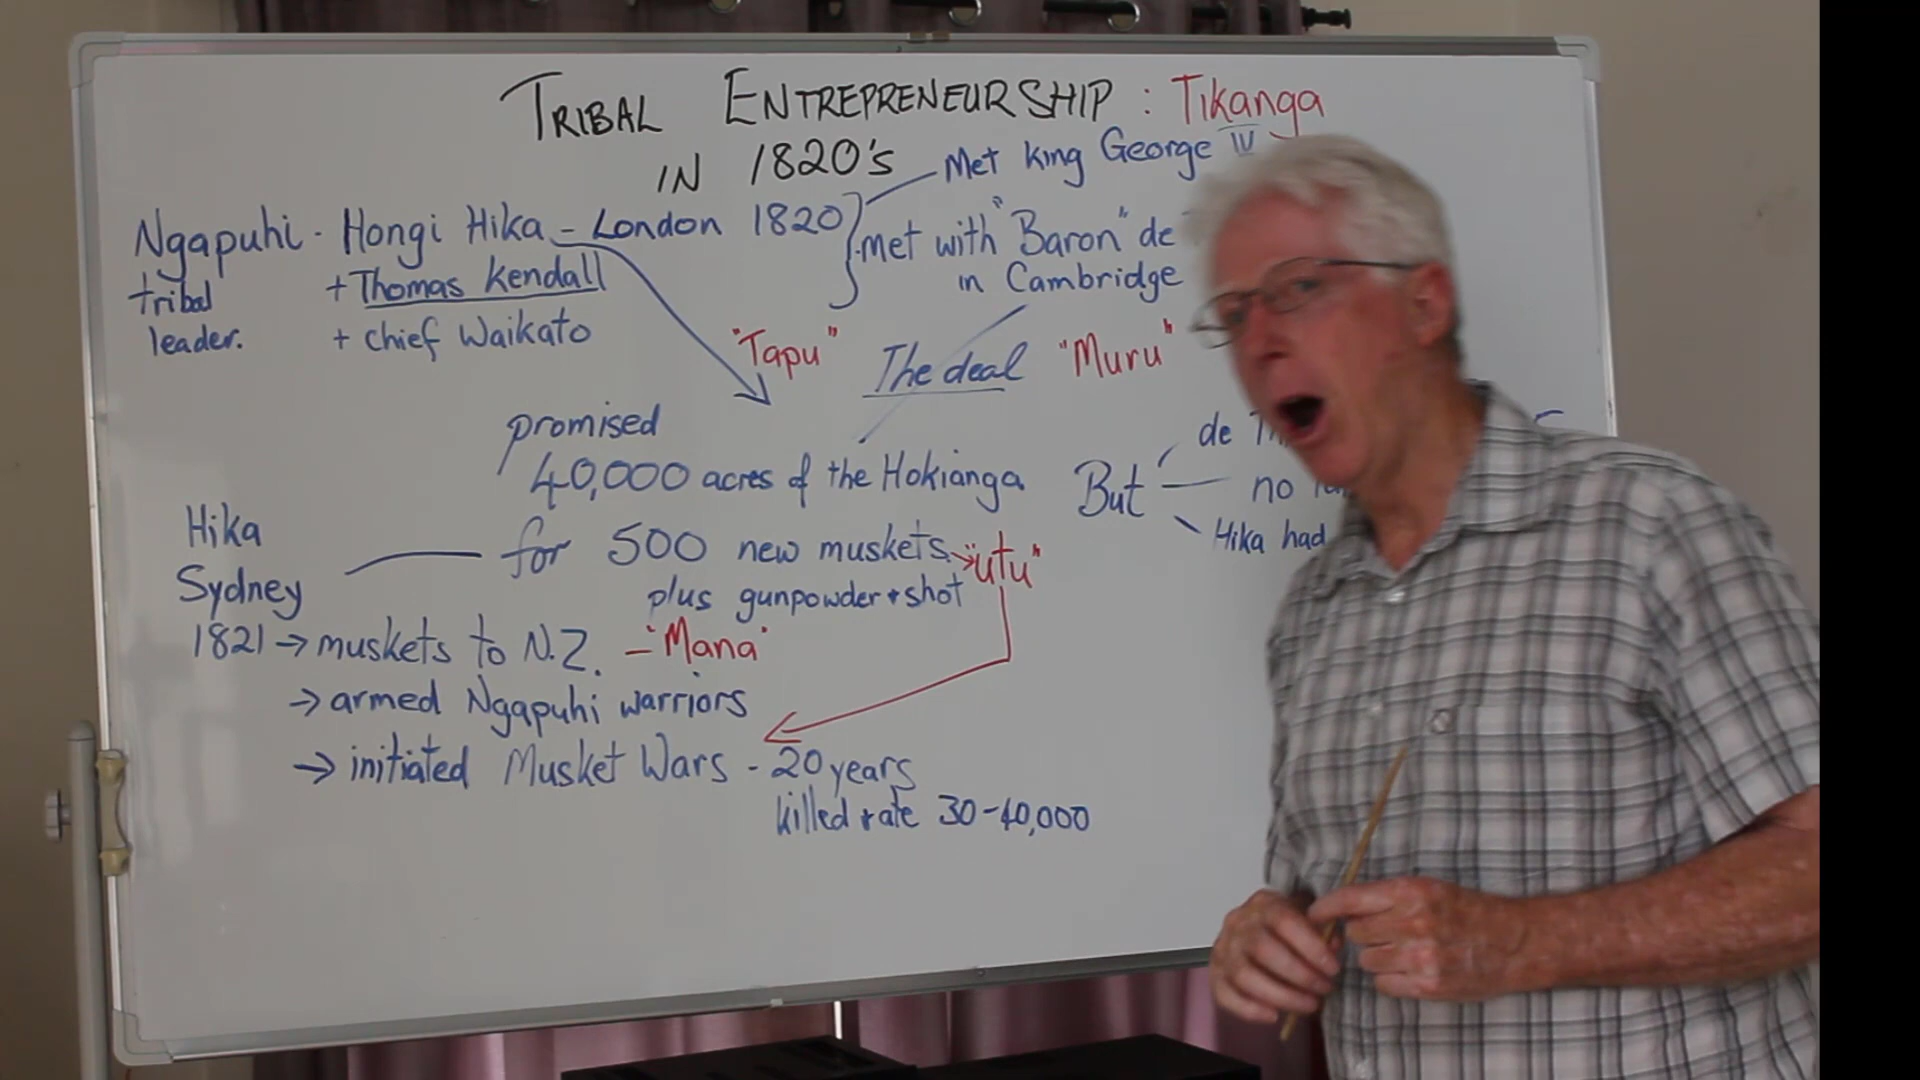 TRIBAL ENTREPRENEURSHIP : Tikanga
IN 1820's
Met King George IV
Ngapuhi - Hongi Hika - London 1820
met with "Baron" de
in Cambridge
tribal
leader.
+ Thomas Kendall
+ chief Waikato
"Tapu"
The deal
"Muru"
promised
40,000 acres of the Hokianga
But
de
no
Hika had
Hika
Sydney
1821
for 500 new muskets → "utu"
plus gunpowder + shot
→ muskets to N.Z. - "Mana"
→ armed Ngapuhi warriors
→ initiated Musket Wars - 20 years
killed rate 30-40,000